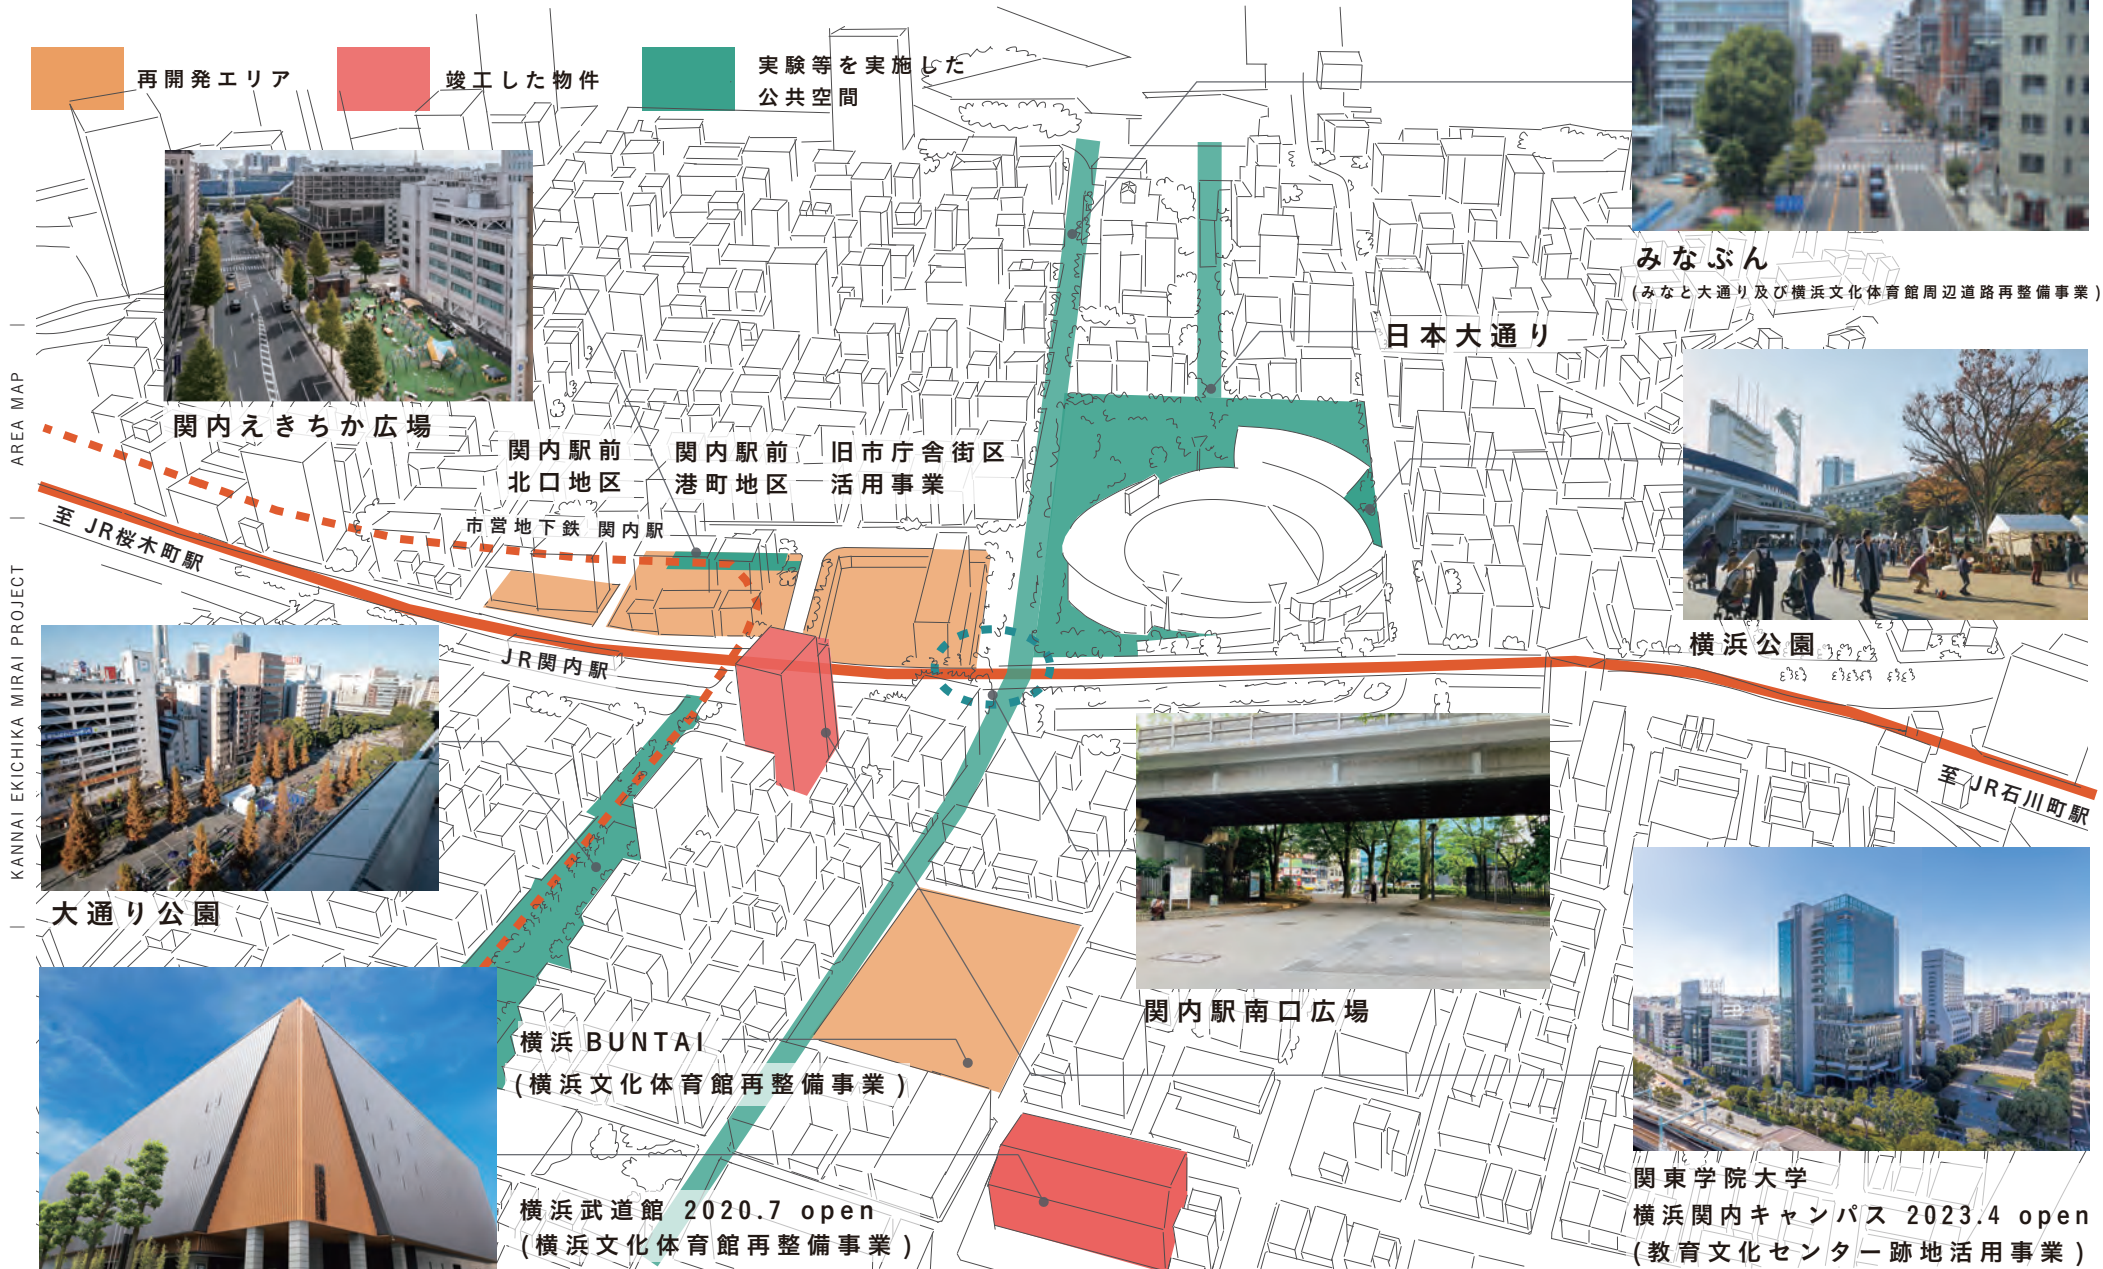 再開発エリア
竣工した物件
実験等を実施した
公共空間
みなぶん
(みなと大通り及び横浜文化体育館周辺道路再整備事業)
日本大通り
関内えきちか広場
関内駅前
北口地区
関内駅前
港町地区
旧市庁舎街区
活用事業
市営地下鉄 関内駅
至 JR桜木町駅
JR関内駅
横浜公園
至 JR石川町駅
大通り公園
関内駅南口広場
横浜 BUNTAI
(横浜文化体育館再整備事業)
横浜武道館 2020.7 open
(横浜文化体育館再整備事業)
関東学院大学
横浜関内キャンパス 2023.4 open
(教育文化センター跡地活用事業)
KANNAI EKICHIKA MIRAI PROJECT | AREA MAP